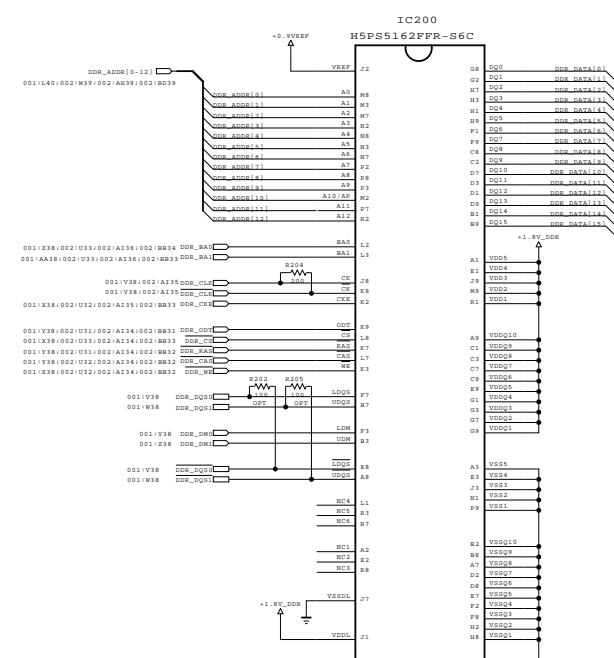 IC200
H5PS5162FFR-S6C
+0.9VREF
VREF J2
DDR_ADDR[0-12]
001:L40;002:W39;002:AH39;002:BD39
DDR_ADDR[0] A0 M8
DDR_ADDR[1] A1 M3
DDR_ADDR[2] A2 M7
DDR_ADDR[3] A3 N2
DDR_ADDR[4] A4 N8
DDR_ADDR[5] A5 N3
DDR_ADDR[6] A6 N7
DDR_ADDR[7] A7 P2
DDR_ADDR[8] A8 P8
DDR_ADDR[9] A9 P3
DDR_ADDR[10] A10/AP M2
DDR_ADDR[11] A11 P7
DDR_ADDR[12] A12 R2
001:Z38;002:U33;002:AI36;002:BB34 DDR_BA0 BA0 L2
001:AA38;002:U33;002:AI36;002:BB33 DDR_BA1 BA1 L3
R204
200
001:V38;002:AI35 DDR_CLK CK J8
001:V38;002:AI35 DDR_CLK CK K8
001:X38;002:U32;002:AI35;002:BB33 DDR_CKE CKE K2
001:Y38;002:U31;002:AI34;002:BB31 DDR_ODT ODT K9
001:X38;002:U32;002:AI34;002:BB33 DDR_CS CS L8
001:Y38;002:U31;002:AI34;002:BB32 DDR_RAS RAS K7
001:Y38;002:U32;002:AI34;002:BB32 DDR_CAS CAS L7
001:X38;002:U32;002:AI34;002:BB32 DDR_WE WE K3
R202 R205
100 100
OPT OPT
001:V38 DDR_DQS0 LDQS F7
001:W38 DDR_DQS1 UDQS B7
001:Y38 DDR_DM0 LDM F3
001:Z38 DDR_DM1 UDM B3
001:V38 DDR_DQS0 LDQS E8
001:W38 DDR_DQS1 UDQS A8
NC4 L1
NC5 R3
NC6 R7
NC1 A2
NC2 E2
NC3 R8
VSSDL J7
+1.8V_DDR
VDDL J1
G8 DQ0 DDR_DATA[0]
G2 DQ1 DDR_DATA[1]
H7 DQ2 DDR_DATA[2]
H3 DQ3 DDR_DATA[3]
H1 DQ4 DDR_DATA[4]
H9 DQ5 DDR_DATA[5]
F1 DQ6 DDR_DATA[6]
F9 DQ7 DDR_DATA[7]
C8 DQ8 DDR_DATA[8]
C2 DQ9 DDR_DATA[9]
D7 DQ10 DDR_DATA[10]
D3 DQ11 DDR_DATA[11]
D1 DQ12 DDR_DATA[12]
D9 DQ13 DDR_DATA[13]
B1 DQ14 DDR_DATA[14]
B9 DQ15 DDR_DATA[15]
+1.8V_DDR
A1 VDD5
E1 VDD4
J9 VDD3
M9 VDD2
R1 VDD1
A9 VDDQ10
C1 VDDQ9
C3 VDDQ8
C7 VDDQ7
C9 VDDQ6
E9 VDDQ5
G1 VDDQ4
G3 VDDQ3
G7 VDDQ2
G9 VDDQ1
A3 VSS5
E3 VSS4
J3 VSS3
N1 VSS2
P9 VSS1
B2 VSSQ10
B8 VSSQ9
A7 VSSQ8
D2 VSSQ7
D8 VSSQ6
E7 VSSQ5
F2 VSSQ4
F8 VSSQ3
H2 VSSQ2
H8 VSSQ1